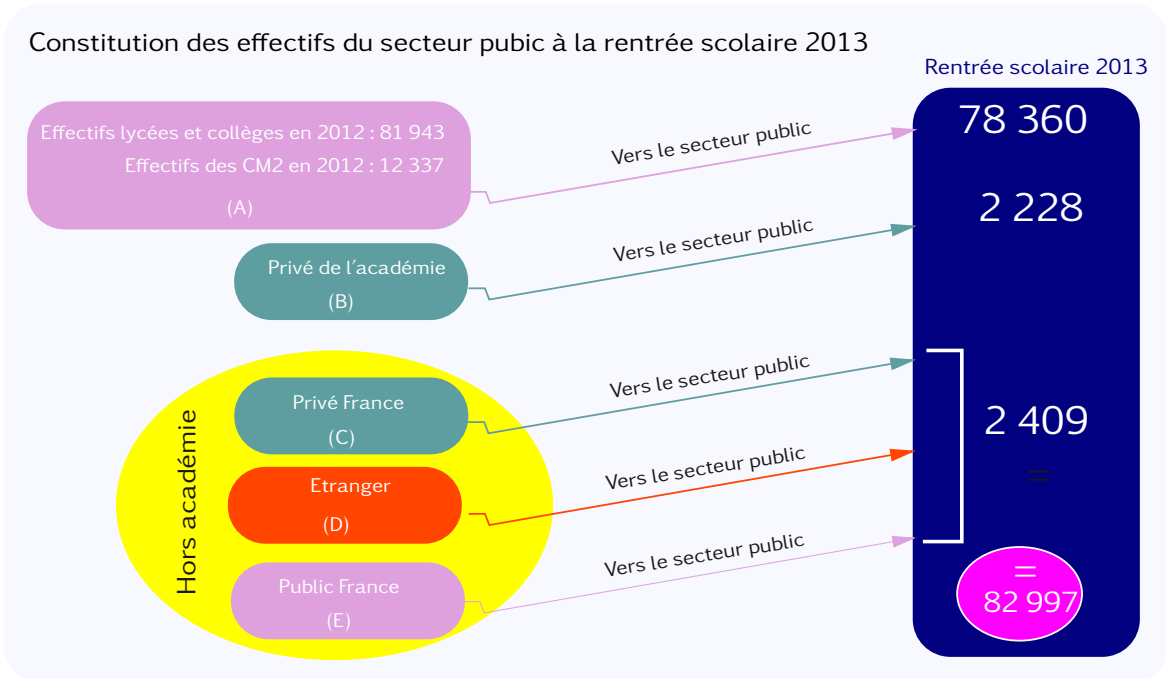 Constitution des effectifs du secteur pubic à la rentrée scolaire 2013
Rentrée scolaire 2013
Effectifs lycées et collèges en 2012 : 81 943
Effectifs des CM2 en 2012 : 12 337
(A)
Vers le secteur public
78 360
Privé de l'académie
(B)
Vers le secteur public
2 228
Hors académie
Privé France
(C)
Vers le secteur public
Etranger
(D)
Vers le secteur public
Public France
(E)
Vers le secteur public
2 409
=
=
82 997